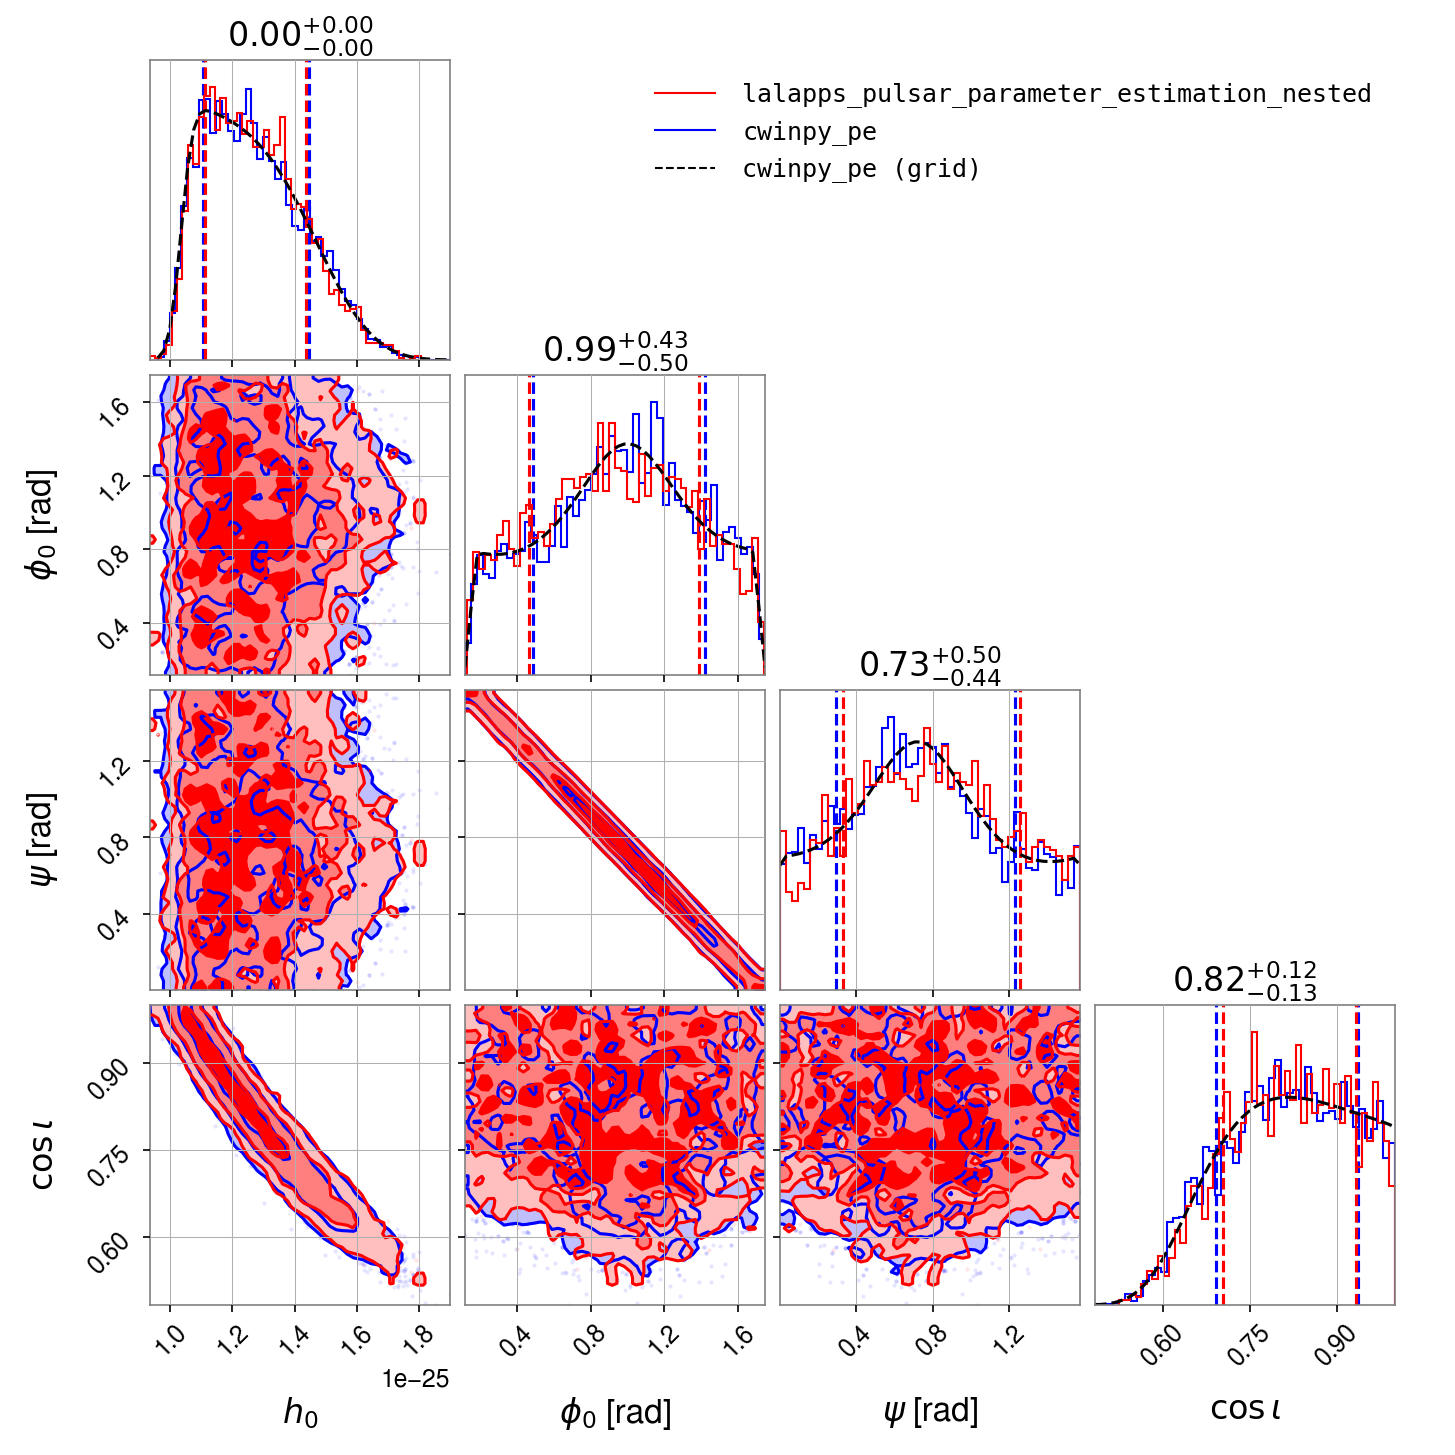 0.00+0.00−0.00
lalapps_pulsar_parameter_estimation_nested
cwinpy_pe
cwinpy_pe (grid)
0.99+0.43−0.50
ϕ0 [rad]
1.6
1.2
0.8
0.4
0.73+0.50−0.44
ψ [rad]
1.2
0.8
0.4
0.82+0.12−0.13
cos ι
0.90
0.75
0.60
1.0 1.2 1.4 1.6 1.8
0.4 0.8 1.2 1.6
0.4 0.8 1.2
0.60 0.75 0.90
1e−25
h0
ϕ0 [rad]
ψ [rad]
cos ι